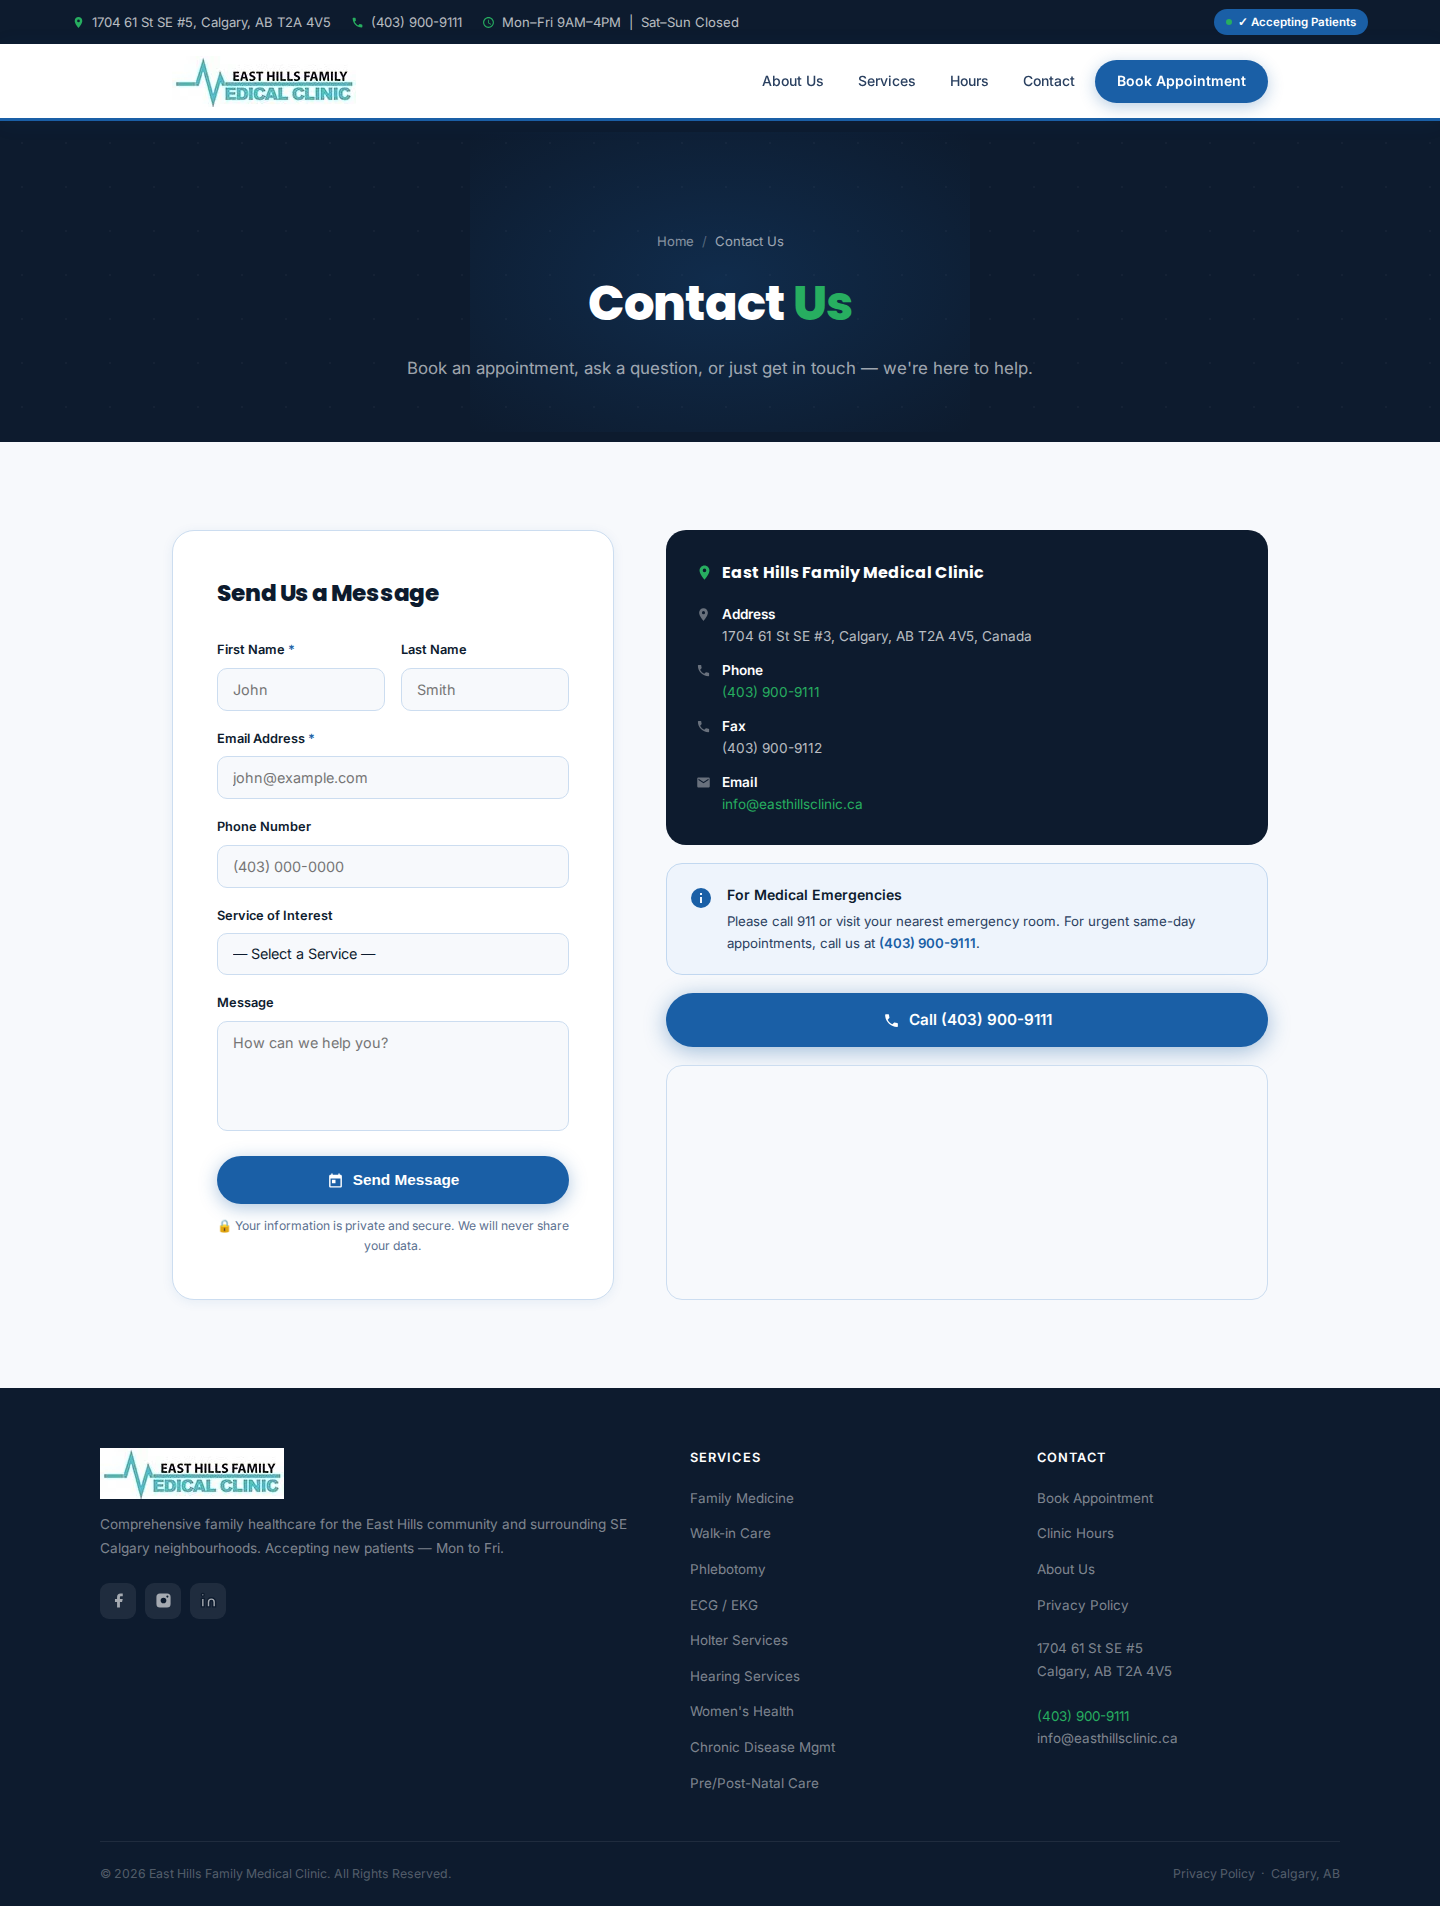 1704 61 St SE #5, Calgary, AB T2A 4V5 (403) 900-9111 Mon–Fri 9AM–4PM | Sat–Sun Closed ✓ Accepting Patients
EAST HILLS FAMILY
EDICAL CLINIC
About Us Services Hours Contact Book Appointment
Home / Contact Us
Contact Us
Book an appointment, ask a question, or just get in touch — we're here to help.
Send Us a Message
First Name * Last Name
John Smith
Email Address *
john@example.com
Phone Number
(403) 000-0000
Service of Interest
— Select a Service —
Message
How can we help you?
Send Message
🔒 Your information is private and secure. We will never share
your data.
East Hills Family Medical Clinic
Address
1704 61 St SE #3, Calgary, AB T2A 4V5, Canada
Phone
(403) 900-9111
Fax
(403) 900-9112
Email
info@easthillsclinic.ca
For Medical Emergencies
Please call 911 or visit your nearest emergency room. For urgent same-day
appointments, call us at (403) 900-9111.
Call (403) 900-9111
EAST HILLS FAMILY
EDICAL CLINIC
Comprehensive family healthcare for the East Hills community and surrounding SE
Calgary neighbourhoods. Accepting new patients — Mon to Fri.
SERVICES
Family Medicine
Walk-in Care
Phlebotomy
ECG / EKG
Holter Services
Hearing Services
Women's Health
Chronic Disease Mgmt
Pre/Post-Natal Care
CONTACT
Book Appointment
Clinic Hours
About Us
Privacy Policy
1704 61 St SE #5
Calgary, AB T2A 4V5
(403) 900-9111
info@easthillsclinic.ca
© 2026 East Hills Family Medical Clinic. All Rights Reserved.
Privacy Policy · Calgary, AB